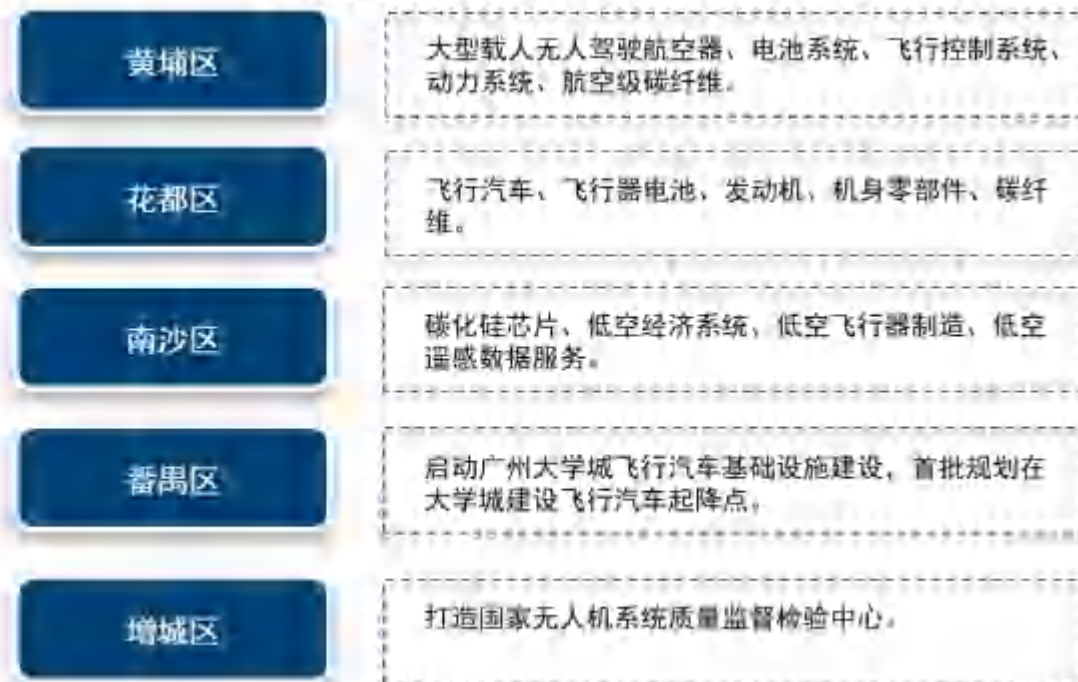 黄埔区
大型载人无人驾驶航空器、电池系统、飞行控制系统、
动力系统、航空级碳纤维。
花都区
飞行汽车、飞行器电池、发动机、机身零部件、碳纤
维。
南沙区
碳化硅芯片、低空经济系统、低空飞行器制造、低空
遥感数据服务。
番禺区
启动广州大学城飞行汽车基础设施建设，首批规划在
大学城建设飞行汽车起降点。
增城区
打造国家无人机系统质量监督检验中心。